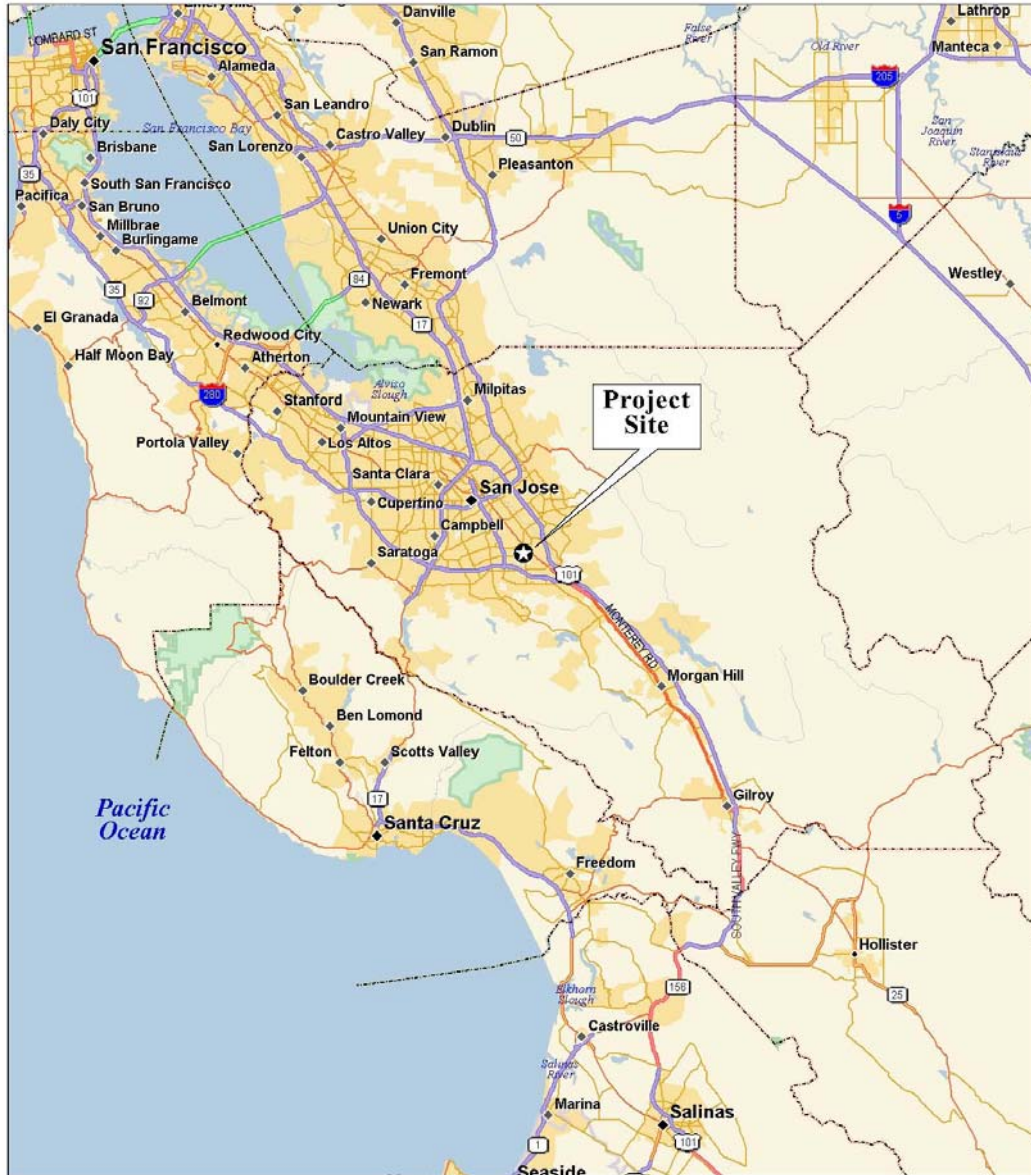 Emeryville
Danville
Lathrop
LOMBARD ST
San Francisco
San Ramon
False
River
Old River
Manteca
Alameda
205
101
San Leandro
Daly City
San Francisco Bay
Castro Valley
Dublin
50
San
Joaquin
River
Brisbane
San Lorenzo
Stanislaus
River
35
Pleasanton
South San Francisco
Pacifica
San Bruno
5
Millbrae
Union City
Burlingame
Westley
84
Fremont
35
92
Belmont
Newark
17
El Granada
Redwood City
Half Moon Bay
Atherton
Alviso
Slough
280
Milpitas
Stanford
Project
Site
Mountain View
Portola Valley
Los Altos
Santa Clara
San Jose
Cupertino
Campbell
Saratoga
101
MONTEREY RD
Morgan Hill
Boulder Creek
Ben Lomond
Felton
Scotts Valley
Pacific
Ocean
17
Gilroy
Santa Cruz
SOUTH VALLEY FWY
Freedom
Hollister
Elkhorn
Slough
156
25
Castroville
Salinas
River
Marina
Salinas
1
101
Seaside